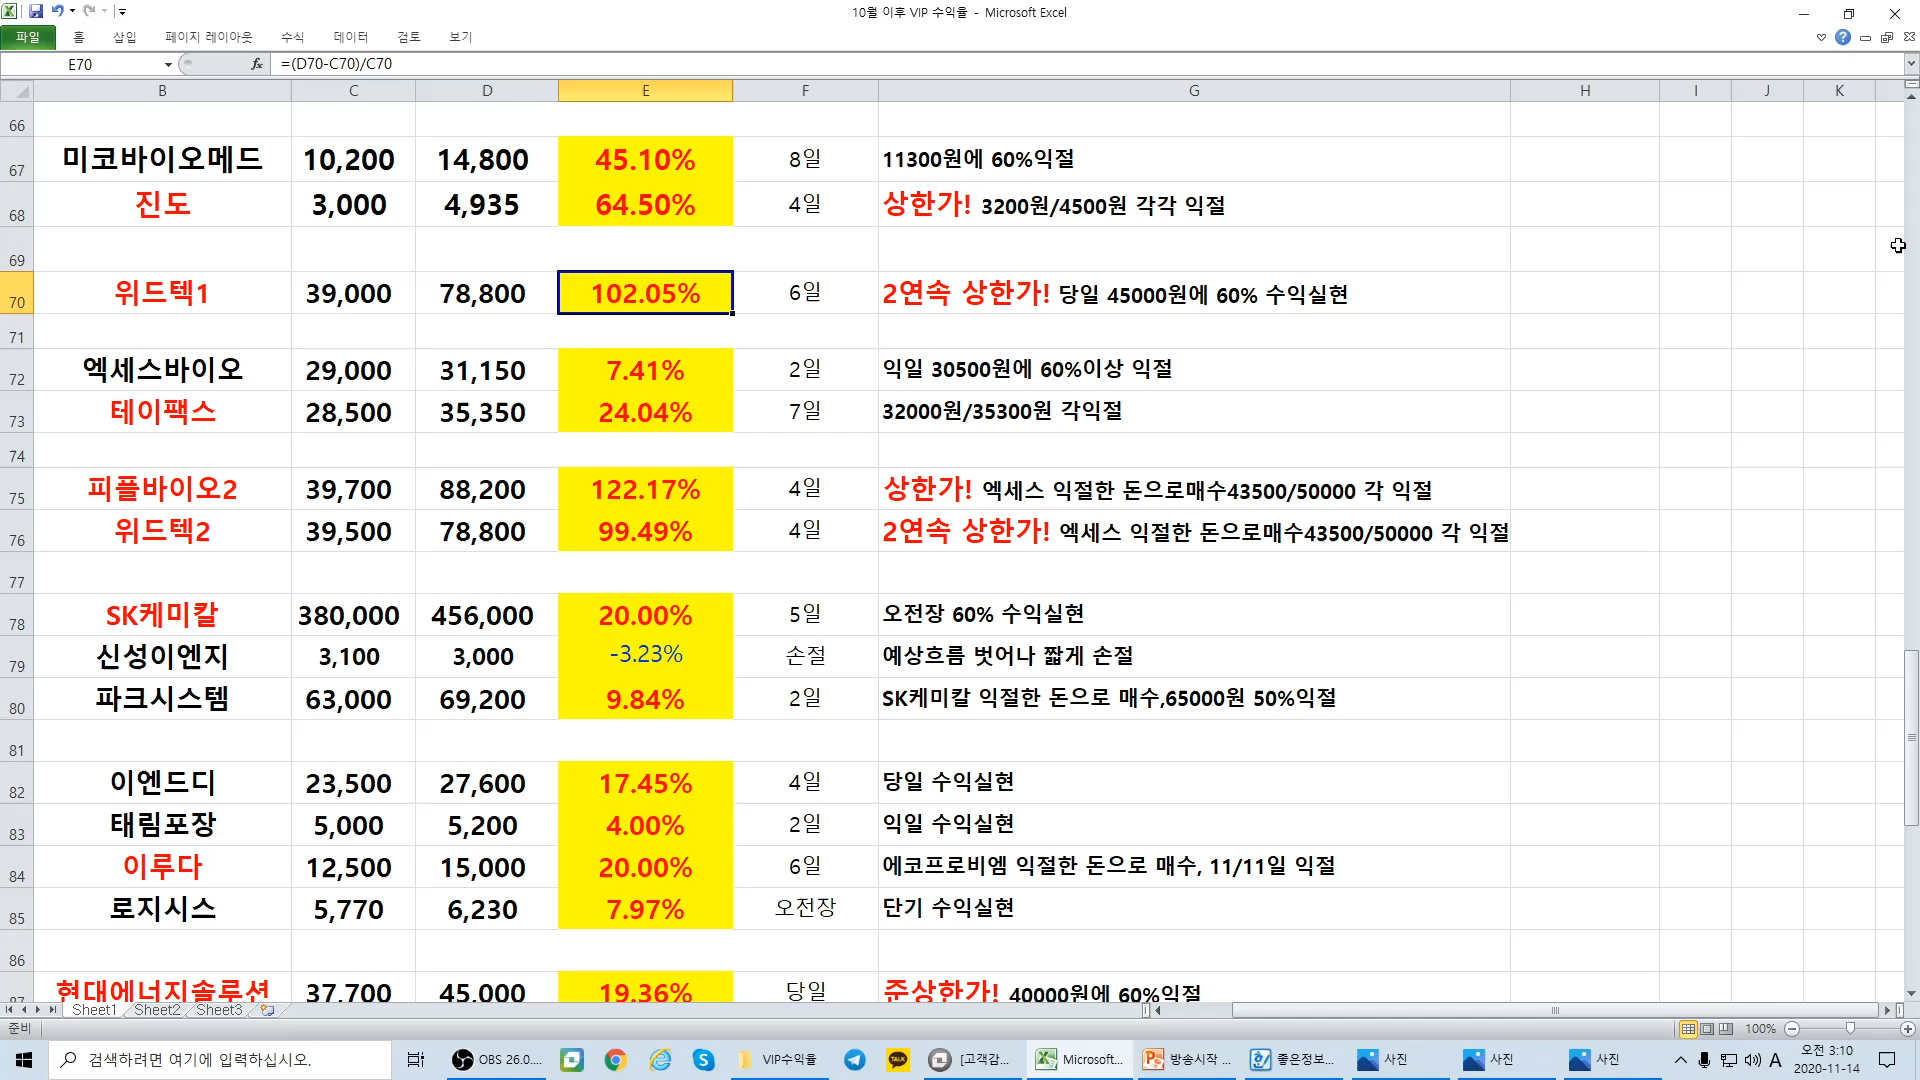 10월 이후 VIP 수익율 - Microsoft Excel
파일 홈 삽입 페이지 레이아웃 수식 데이터 검토 보기
E70 fx =(D70-C70)/C70
B C D E F G H I J K
66
67 미코바이오메드 10,200 14,800 45.10% 8일 11300원에 60%익절
68 진도 3,000 4,935 64.50% 4일 상한가! 3200원/4500원 각각 익절
69
70 위드텍1 39,000 78,800 102.05% 6일 2연속 상한가! 당일 45000원에 60% 수익실현
71
72 엑세스바이오 29,000 31,150 7.41% 2일 익일 30500원에 60%이상 익절
73 테이팩스 28,500 35,350 24.04% 7일 32000원/35300원 각익절
74
75 피플바이오2 39,700 88,200 122.17% 4일 상한가! 엑세스 익절한 돈으로매수43500/50000 각 익절
76 위드텍2 39,500 78,800 99.49% 4일 2연속 상한가! 엑세스 익절한 돈으로매수43500/50000 각 익절
77
78 SK케미칼 380,000 456,000 20.00% 5일 오전장 60% 수익실현
79 신성이엔지 3,100 3,000 -3.23% 손절 예상흐름 벗어나 짧게 손절
80 파크시스템 63,000 69,200 9.84% 2일 SK케미칼 익절한 돈으로 매수,65000원 50%익절
81
82 이엔드디 23,500 27,600 17.45% 4일 당일 수익실현
83 태림포장 5,000 5,200 4.00% 2일 익일 수익실현
84 이루다 12,500 15,000 20.00% 6일 에코프로비엠 익절한 돈으로 매수, 11/11일 익절
85 로지시스 5,770 6,230 7.97% 오전장 단기 수익실현
86
87 현대에너지솔루션 37,700 45,000 19.36% 당일 준상한가! 40000원에 60%익절
Sheet1 Sheet2 Sheet3
준비 100%
검색하려면 여기에 입력하십시오. OBS 26.0.... VIP수익율 TALK [고객감... Microsoft... 방송시작 ... 좋은정보... 사진 사진 사진 A 오전 3:10
2020-11-14